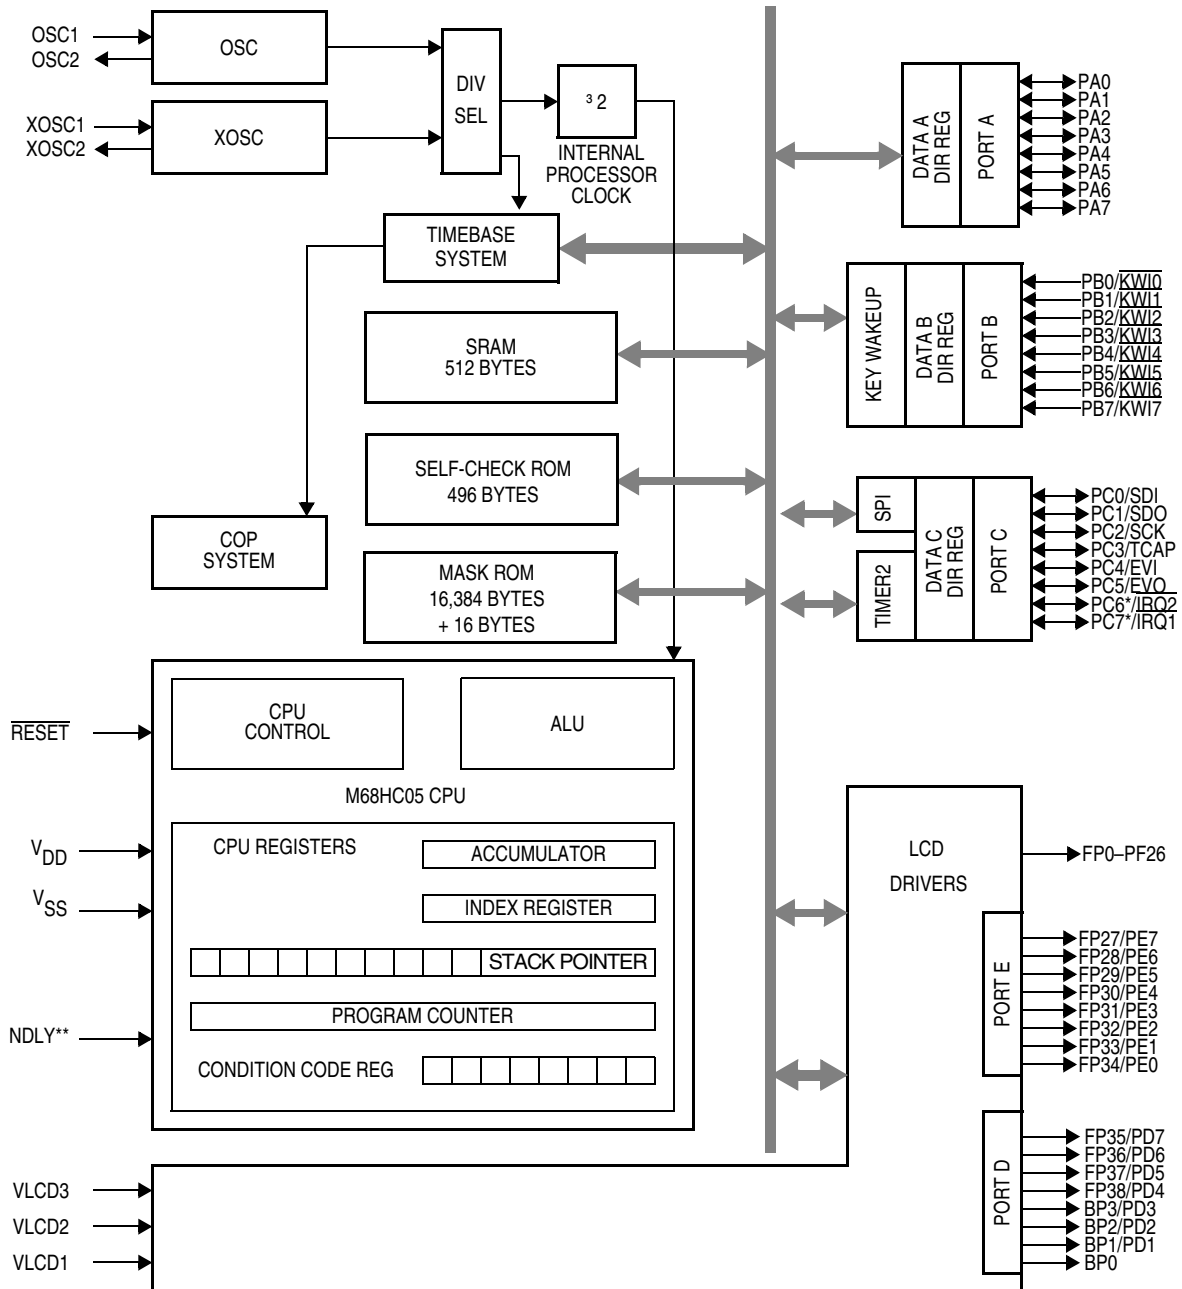 OSC1
OSC2
OSC
XOSC1
XOSC2
XOSC
DIV
SEL
³ 2
INTERNAL
PROCESSOR
CLOCK
TIMEBASE
SYSTEM
SRAM
512 BYTES
SELF-CHECK ROM
496 BYTES
COP
SYSTEM
MASK ROM
16,384 BYTES
+ 16 BYTES
RESET
VDD
VSS
NDLY**
CPU
CONTROL
ALU
M68HC05 CPU
CPU REGISTERS
ACCUMULATOR
INDEX REGISTER
STACK POINTER
PROGRAM COUNTER
CONDITION CODE REG
VLCD3
VLCD2
VLCD1
DATA A
DIR REG
PORT A
PA0
PA1
PA2
PA3
PA4
PA5
PA6
PA7
KEY WAKEUP
DATA B
DIR REG
PORT B
PB0/KWI0
PB1/KWI1
PB2/KWI2
PB3/KWI3
PB4/KWI4
PB5/KWI5
PB6/KWI6
PB7/KWI7
SPI
TIMER2
DATA C
DIR REG
PORT C
PC0/SDI
PC1/SDO
PC2/SCK
PC3/TCAP
PC4/EVI
PC5/EVO
PC6*/IRQ2
PC7*/IRQ1
LCD
DRIVERS
FP0–PF26
PORT E
FP27/PE7
FP28/PE6
FP29/PE5
FP30/PE4
FP31/PE3
FP32/PE2
FP33/PE1
FP34/PE0
PORT D
FP35/PD7
FP36/PD6
FP37/PD5
FP38/PD4
BP3/PD3
BP2/PD2
BP1/PD1
BP0